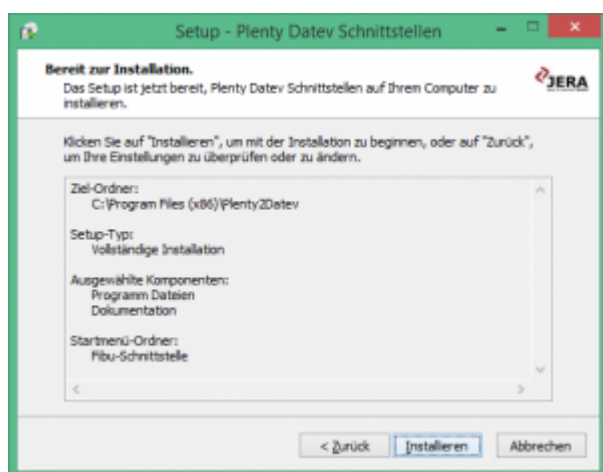 Setup - Plenty Datev Schnittstellen
Bereit zur Installation.
Das Setup ist jetzt bereit, Plenty Datev Schnittstellen auf Ihrem Computer zu
installieren.
JERA
Klicken Sie auf "Installieren", um mit der Installation zu beginnen, oder auf "Zurück",
um Ihre Einstellungen zu überprüfen oder zu ändern.
Ziel-Ordner:
C:\Program Files (x86)\Plenty2Datev
Setup-Typ:
Vollständige Installation
Ausgewählte Komponenten:
Programm Dateien
Dokumentation
Startmenü-Ordner:
Fibu-Schnittstelle
< Zurück
Installieren
Abbrechen